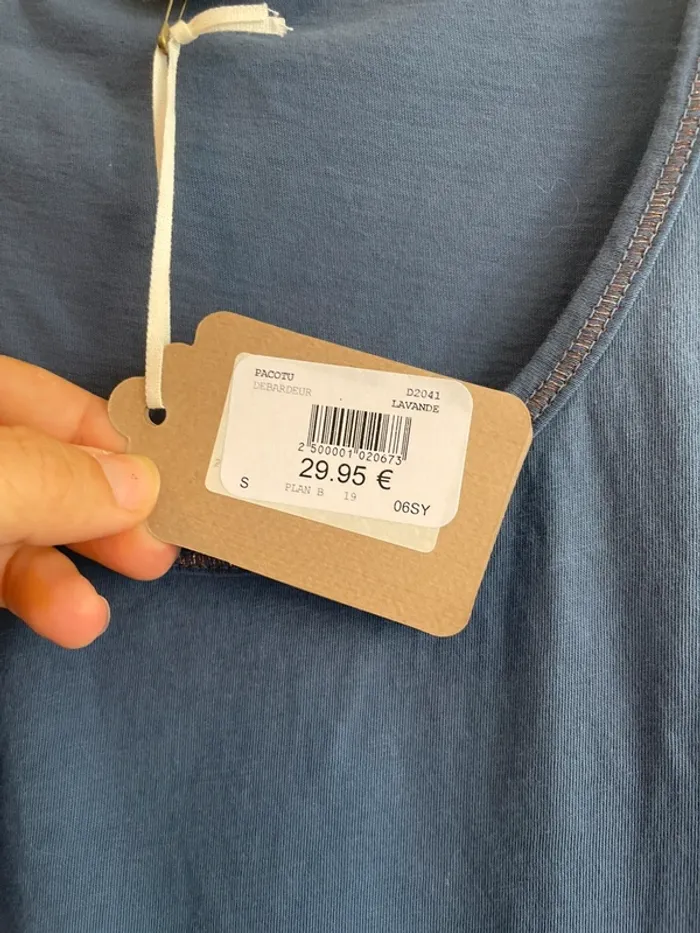 PACOTU D2041
DEBARDEUR LAVANDE
2 500001 020673
29.95 €
S PLAN B 19 06SY